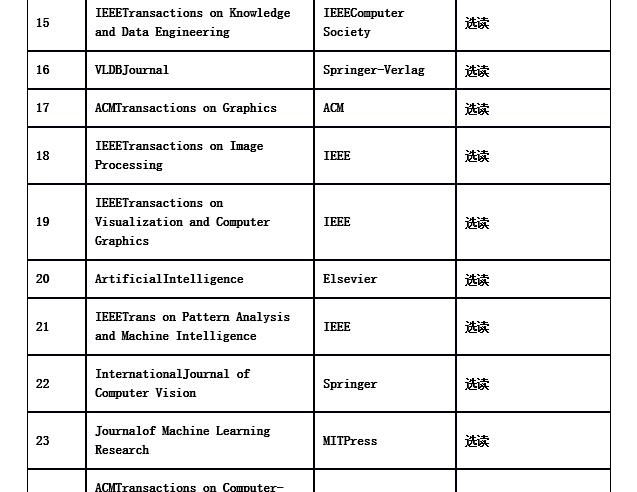 15 IEEETransactions on Knowledge and Data Engineering IEEEComputer Society 选读
16 VLDBJournal Springer-Verlag 选读
17 ACMTransactions on Graphics ACM 选读
18 IEEETransactions on Image Processing IEEE 选读
19 IEEETransactions on Visualization and Computer Graphics IEEE 选读
20 ArtificialIntelligence Elsevier 选读
21 IEEETrans on Pattern Analysis and Machine Intelligence IEEE 选读
22 InternationalJournal of Computer Vision Springer 选读
23 Journalof Machine Learning Research MITPress 选读
ACMTransactions on Computer-